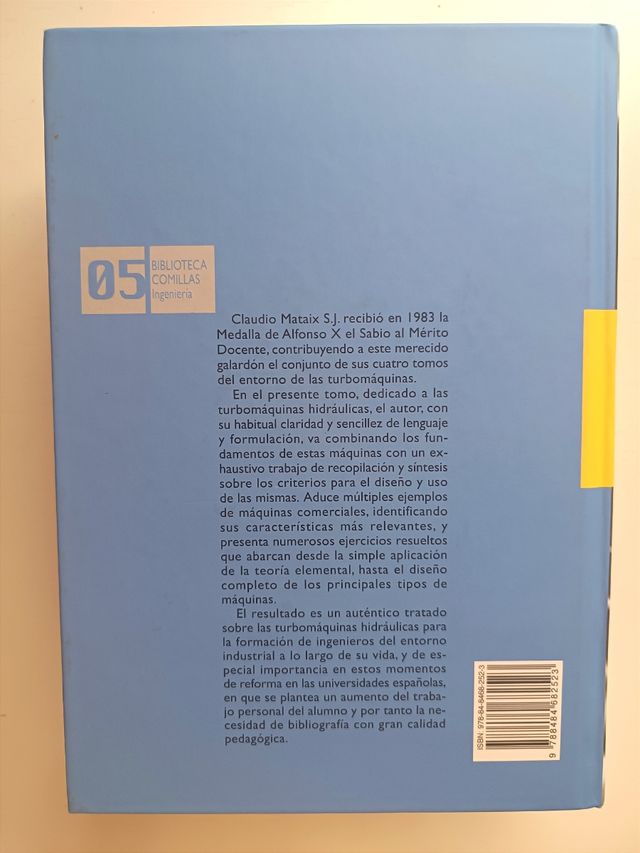 05
BIBLIOTECA
COMILLAS
Ingeniería
Claudio Mataix S.J. recibió en 1983 la
Medalla de Alfonso X el Sabio al Mérito
Docente, contribuyendo a este merecido
galardón el conjunto de sus cuatro tomos
del entorno de las turbomáquinas.
En el presente tomo, dedicado a las
turbomáquinas hidráulicas, el autor, con
su habitual claridad y sencillez de lenguaje
y formulación, va combinando los fun-
damentos de estas máquinas con un ex-
haustivo trabajo de recopilación y síntesis
sobre los criterios para el diseño y uso
de las mismas. Aduce múltiples ejemplos
de máquinas comerciales, identificando
sus características más relevantes, y
presenta numerosos ejercicios resueltos
que abarcan desde la simple aplicación
de la teoría elemental, hasta el diseño
completo de los principales tipos de
máquinas.
El resultado es un auténtico tratado
sobre las turbomáquinas hidráulicas para
la formación de ingenieros del entorno
industrial a lo largo de su vida, y de es-
pecial importancia en estos momentos
de reforma en las universidades españolas,
en que se plantea un aumento del traba-
jo personal del alumno y por tanto la ne-
cesidad de bibliografía con gran calidad
pedagógica.
ISBN: 978-84-8468-252-3
9 788484 682523